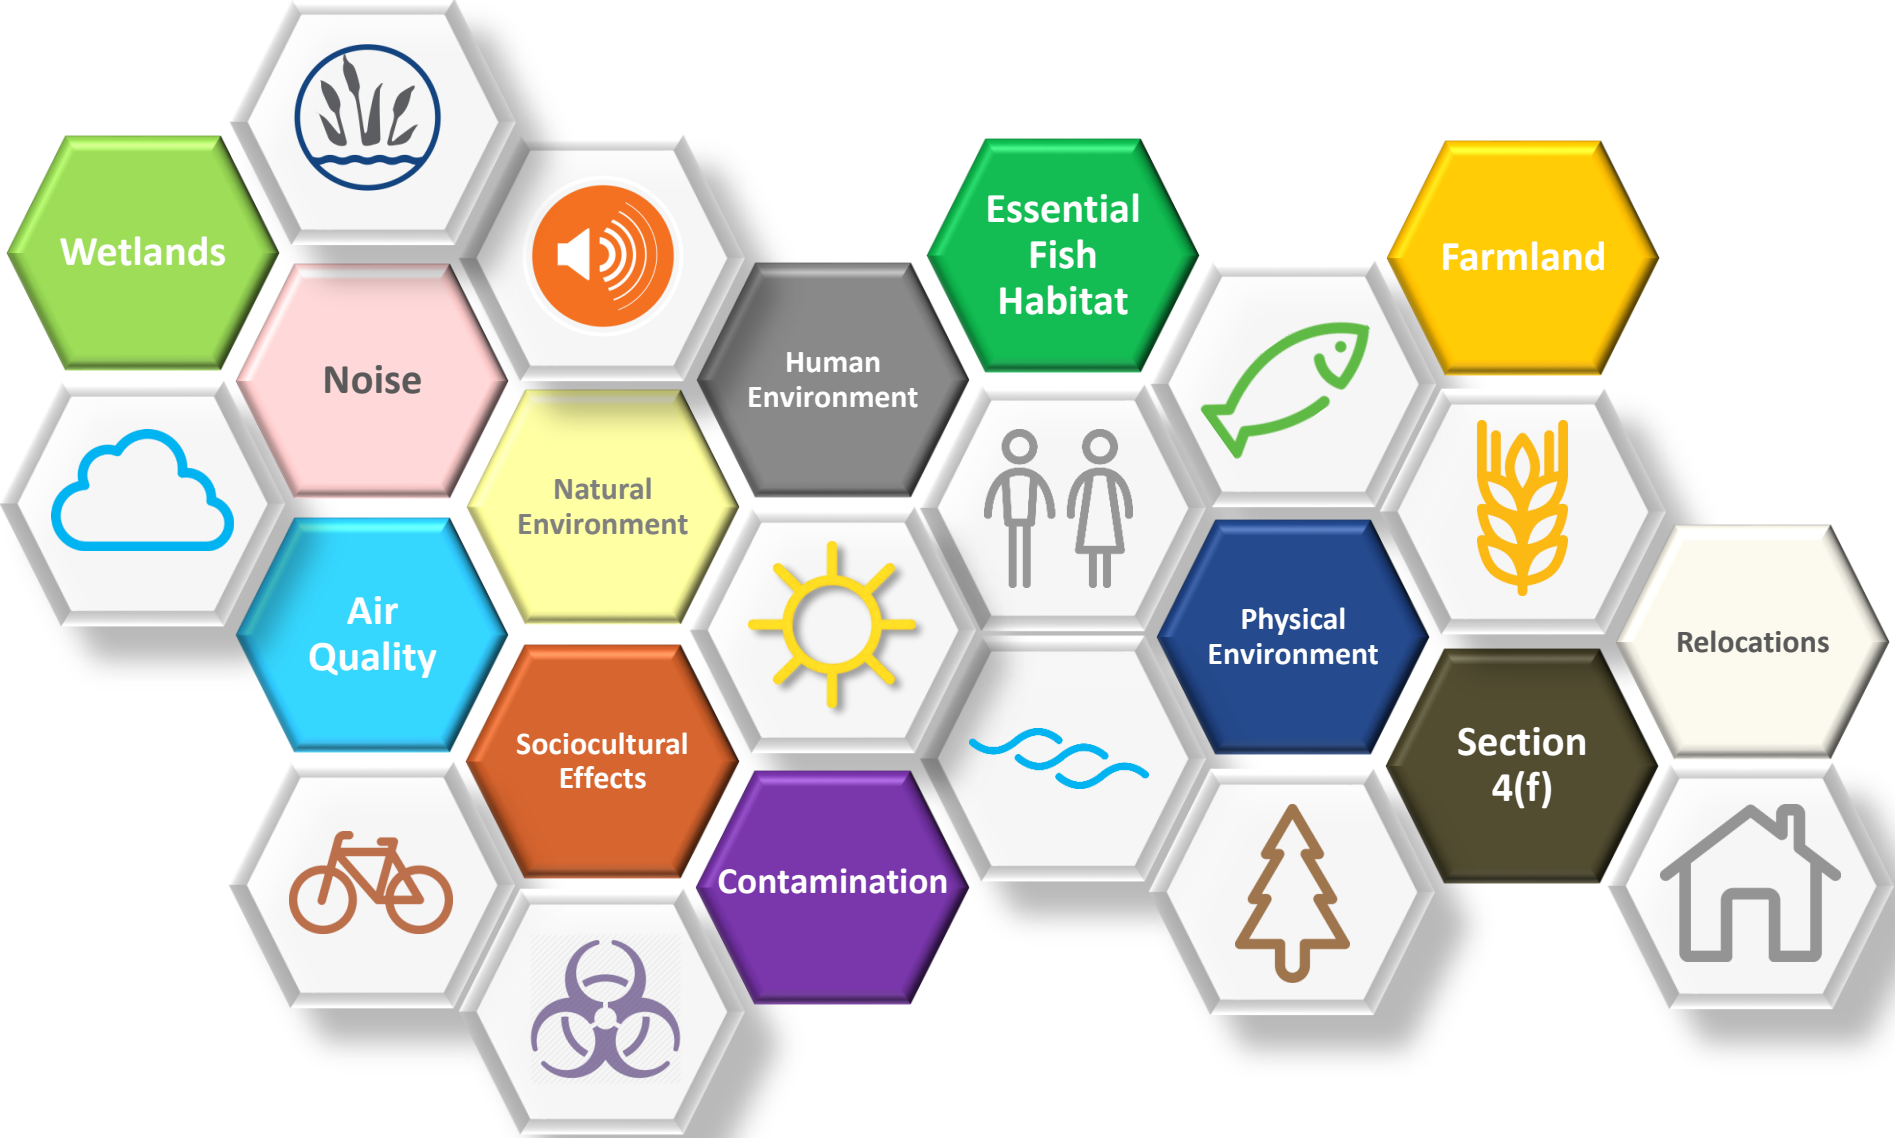 Wetlands
Noise
Air
Quality
Natural
Environment
Sociocultural
Effects
Human
Environment
Contamination
Essential
Fish
Habitat
Physical
Environment
Farmland
Section
4(f)
Relocations